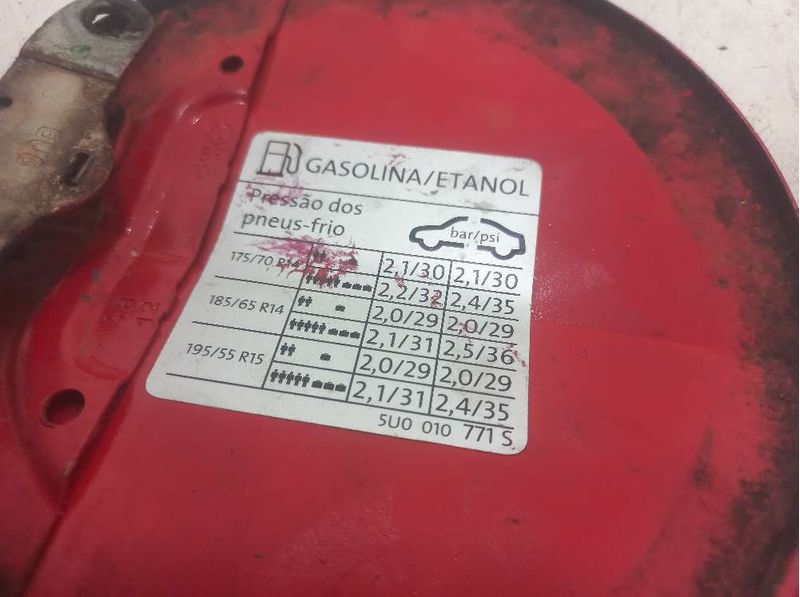 GASOLINA/ETANOL
Pressão dos
pneus-frio
bar/psi
175/70 R14 2,1/30 2,1/30
2,2/32 2,4/35
185/65 R14 2,0/29 2,0/29
2,1/31 2,5/36
195/55 R15 2,0/29 2,0/29
2,1/31 2,4/35
5U0 010 771 S